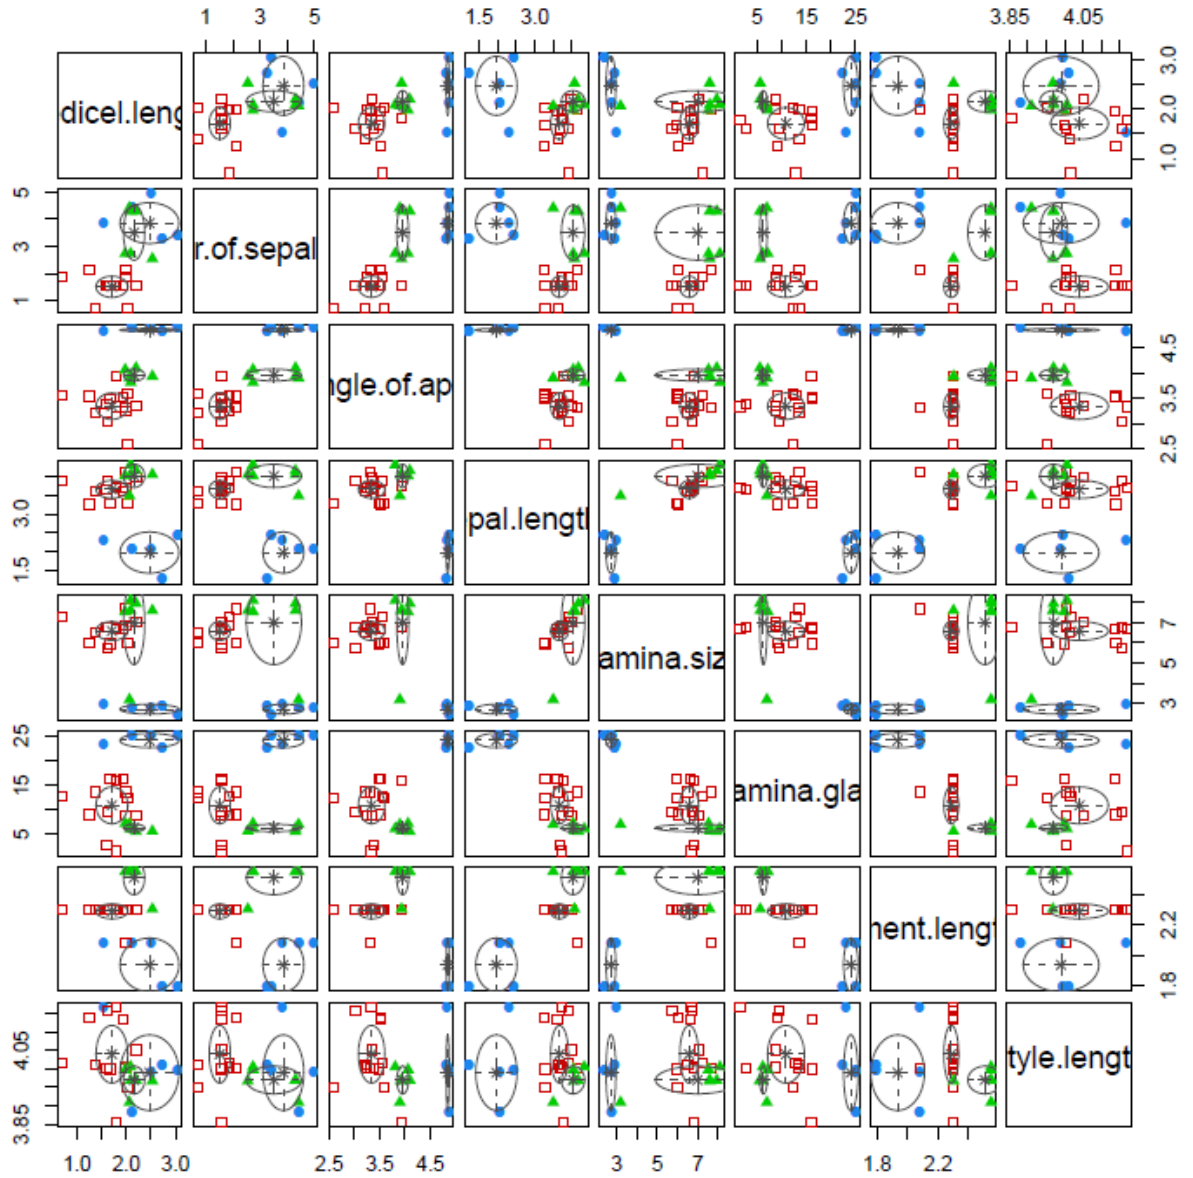 1 3 5 1.5 3.0 5 15 25 3.85 4.05
dicel.leng
1.0 2.0 3.0
1 3 5
r.of.sepal
ngle.of.ap
2.5 3.5 4.5
1.5 3.0
pal.lengtl
amina.siz
3 5 7
5 15 25
amina.gla
nent.lengt
1.8 2.2
3.85 4.05
tyle.lengt
1.0 2.0 3.0 2.5 3.5 4.5 3 5 7 1.8 2.2